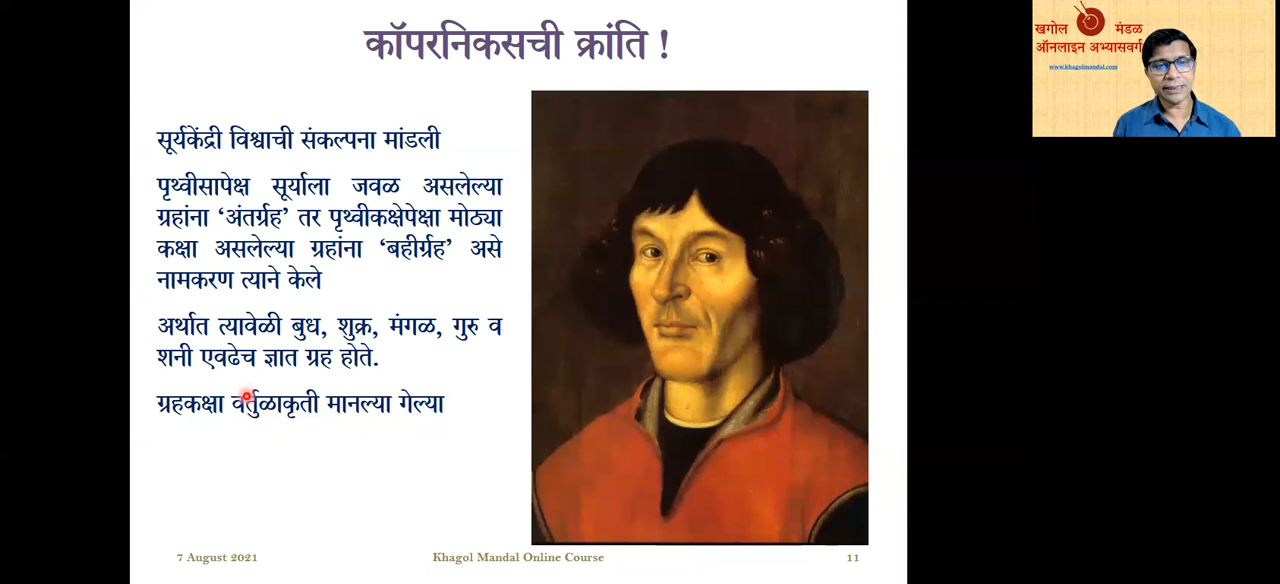 कॉपरनिकसची क्रांति !
सूर्यकेंद्री विश्वाची संकल्पना मांडली
पृथ्वीसापेक्ष सूर्याला जवळ असलेल्या
ग्रहांना ‘अंतर्ग्रह’ तर पृथ्वीकक्षेपेक्षा मोठ्या
कक्षा असलेल्या ग्रहांना ‘बहीर्ग्रह’ असे
नामकरण त्याने केले
अर्थात त्यावेळी बुध, शुक्र, मंगळ, गुरु व
शनी एवढेच ज्ञात ग्रह होते.
ग्रहकक्षा वर्तुळाकृती मानल्या गेल्या
7 August 2021
Khagol Mandal Online Course
11
खगोल मंडळ
ऑनलाइन अभ्यासवर्ग
www.khagolmandal.com